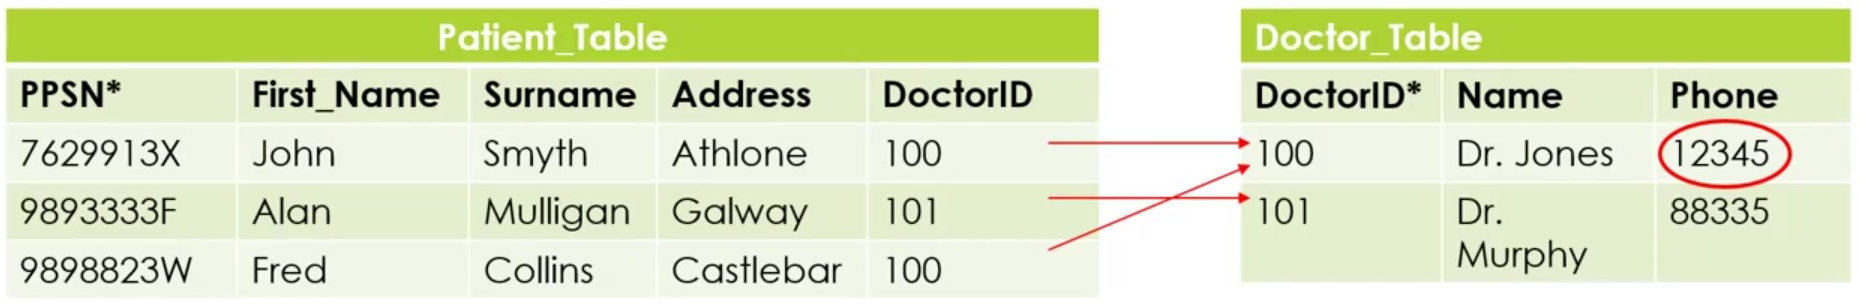 Patient_Table
PPSN* First_Name Surname Address DoctorID
7629913X John Smyth Athlone 100
9893333F Alan Mulligan Galway 101
9898823W Fred Collins Castlebar 100
Doctor_Table
DoctorID* Name Phone
100 Dr. Jones 12345
101 Dr. 88335
Murphy